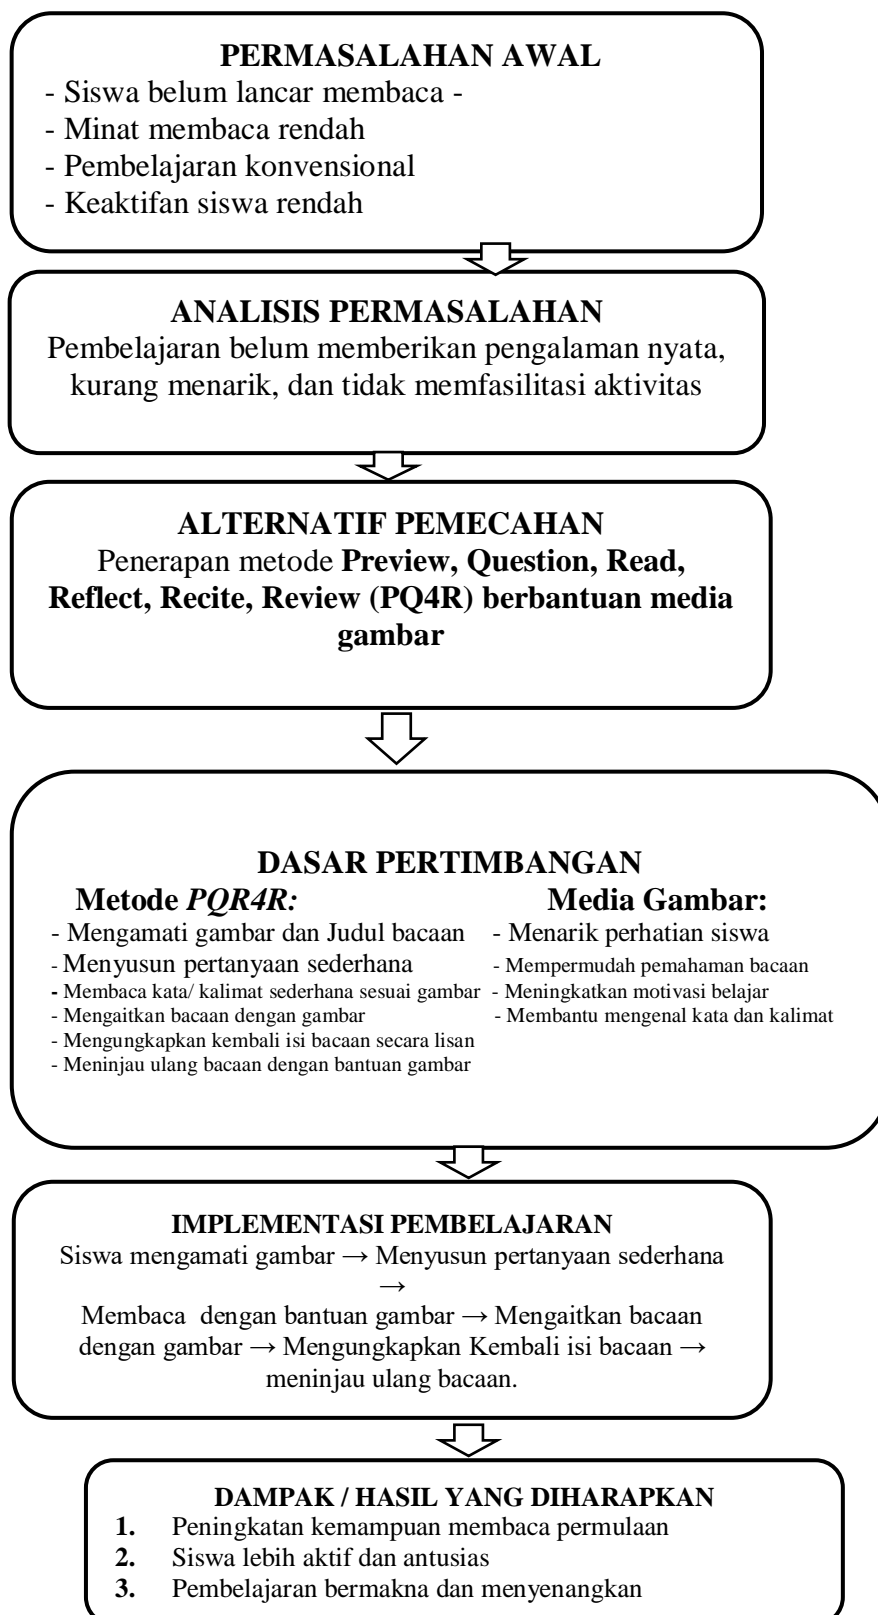 PERMASALAHAN AWAL
- Siswa belum lancar membaca -
- Minat membaca rendah
- Pembelajaran konvensional
- Keaktifan siswa rendah
ANALISIS PERMASALAHAN
Pembelajaran belum memberikan pengalaman nyata,
kurang menarik, dan tidak memfasilitasi aktivitas
ALTERNATIF PEMECAHAN
Penerapan metode Preview, Question, Read,
Reflect, Recite, Review (PQ4R) berbantuan media
gambar
DASAR PERTIMBANGAN
Metode PQR4R:
- Mengamati gambar dan Judul bacaan
- Menyusun pertanyaan sederhana
- Membaca kata/ kalimat sederhana sesuai gambar
- Mengaitkan bacaan dengan gambar
- Mengungkapkan kembali isi bacaan secara lisan
- Meninjau ulang bacaan dengan bantuan gambar
Media Gambar:
- Menarik perhatian siswa
- Mempermudah pemahaman bacaan
- Meningkatkan motivasi belajar
- Membantu mengenal kata dan kalimat
IMPLEMENTASI PEMBELAJARAN
Siswa mengamati gambar → Menyusun pertanyaan sederhana
→
Membaca dengan bantuan gambar → Mengaitkan bacaan
dengan gambar → Mengungkapkan Kembali isi bacaan →
meninjau ulang bacaan.
DAMPAK / HASIL YANG DIHARAPKAN
1. Peningkatan kemampuan membaca permulaan
2. Siswa lebih aktif dan antusias
3. Pembelajaran bermakna dan menyenangkan